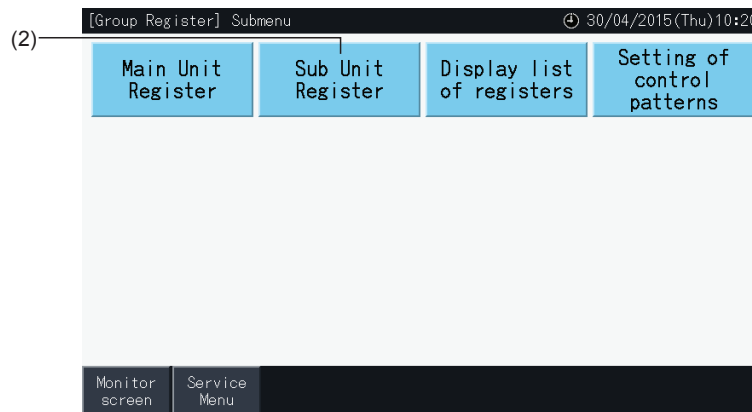 [Group Register] Submenu
30/04/2015(Thu)10:20
(2)
Main Unit
Register
Sub Unit
Register
Display list
of registers
Setting of
control
patterns
Monitor
screen
Service
Menu